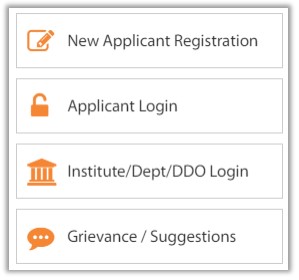 New Applicant Registration
Applicant Login
Institute/Dept/DDO Login
Grievance / Suggestions